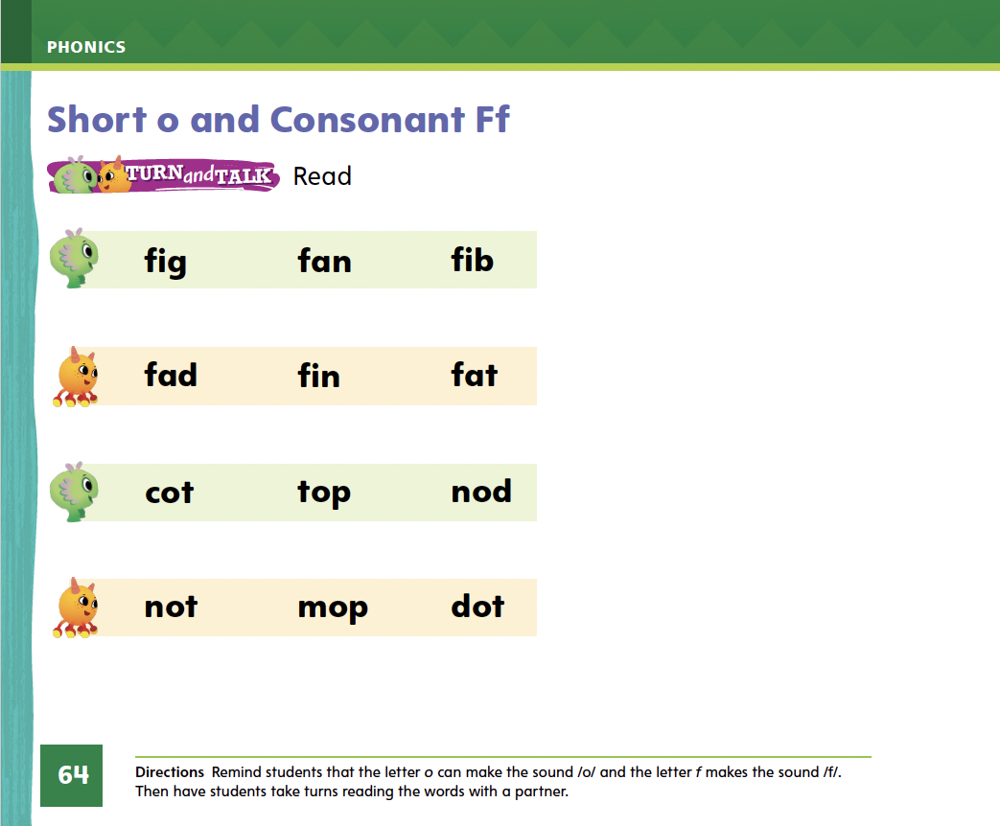 PHONICS
Short o and Consonant Ff
TURN and TALK Read
fig fan fib
fad fin fat
cot top nod
not mop dot
64
Directions Remind students that the letter o can make the sound /o/ and the letter f makes the sound /f/.
Then have students take turns reading the words with a partner.